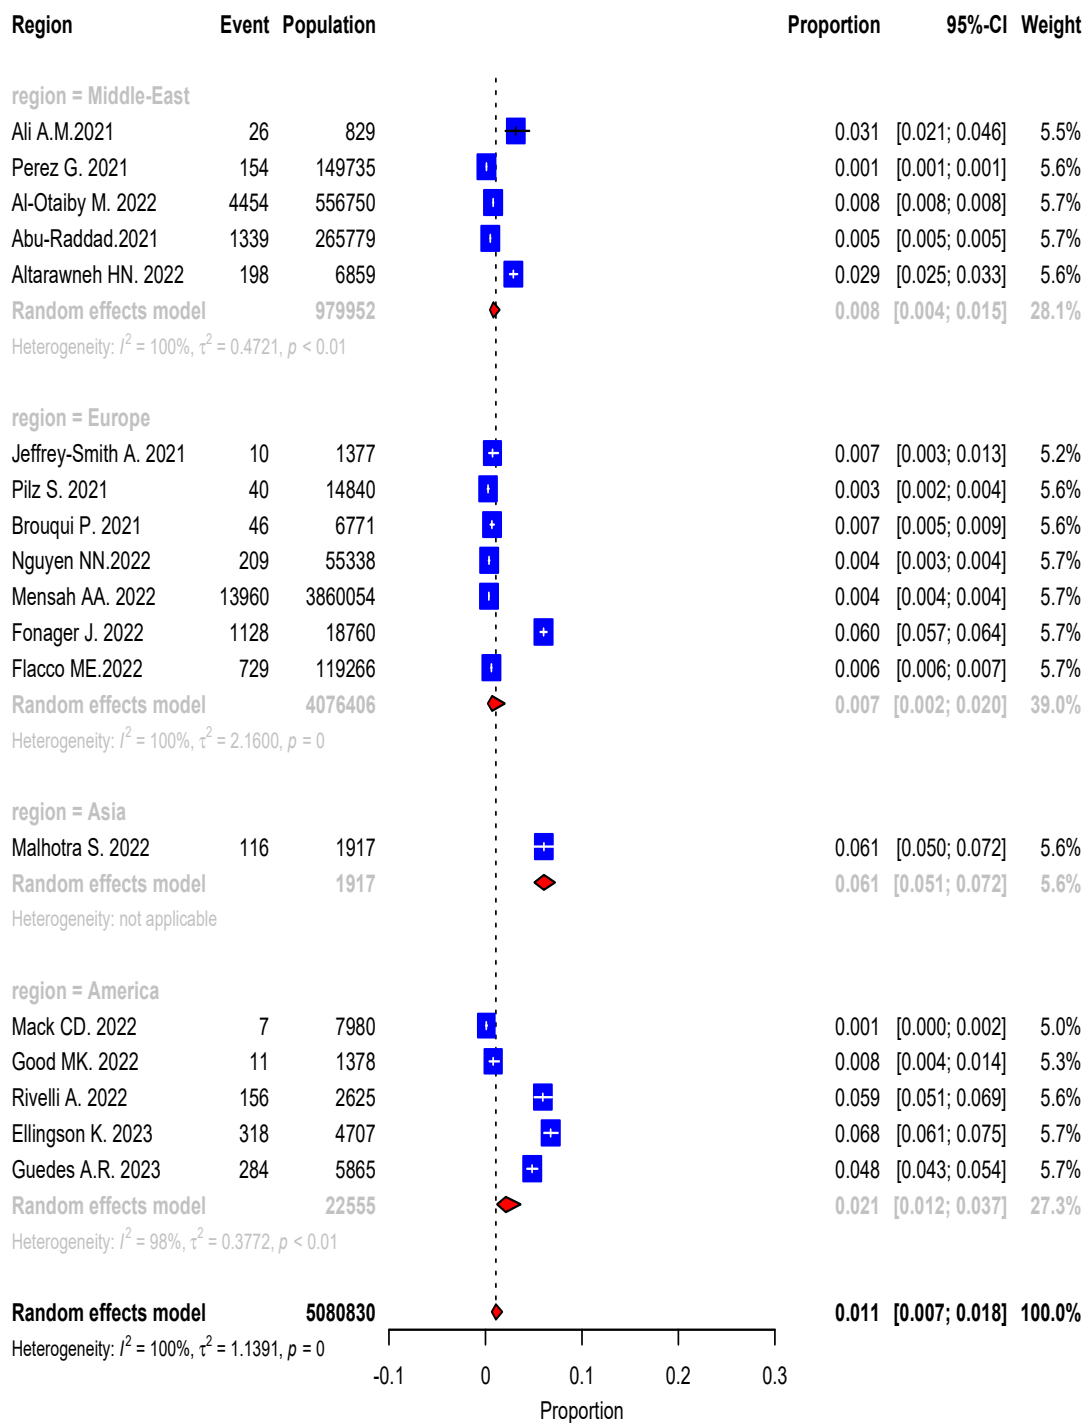 Region Event Population Proportion 95%-CI Weight
region = Middle-East
Ali A.M.2021 26 829 0.031 [0.021; 0.046] 5.5%
Perez G. 2021 154 149735 0.001 [0.001; 0.001] 5.6%
Al-Otaiby M. 2022 4454 556750 0.008 [0.008; 0.008] 5.7%
Abu-Raddad.2021 1339 265779 0.005 [0.005; 0.005] 5.7%
Altarawneh HN. 2022 198 6859 0.029 [0.025; 0.033] 5.6%
Random effects model 979952 0.008 [0.004; 0.015] 28.1%
Heterogeneity: I² = 100%, τ² = 0.4721, p < 0.01
region = Europe
Jeffrey-Smith A. 2021 10 1377 0.007 [0.003; 0.013] 5.2%
Pilz S. 2021 40 14840 0.003 [0.002; 0.004] 5.6%
Brouqui P. 2021 46 6771 0.007 [0.005; 0.009] 5.6%
Nguyen NN.2022 209 55338 0.004 [0.003; 0.004] 5.7%
Mensah AA. 2022 13960 3860054 0.004 [0.004; 0.004] 5.7%
Fonager J. 2022 1128 18760 0.060 [0.057; 0.064] 5.7%
Flacco ME.2022 729 119266 0.006 [0.006; 0.007] 5.7%
Random effects model 4076406 0.007 [0.002; 0.020] 39.0%
Heterogeneity: I² = 100%, τ² = 2.1600, p = 0
region = Asia
Malhotra S. 2022 116 1917 0.061 [0.050; 0.072] 5.6%
Random effects model 1917 0.061 [0.051; 0.072] 5.6%
Heterogeneity: not applicable
region = America
Mack CD. 2022 7 7980 0.001 [0.000; 0.002] 5.0%
Good MK. 2022 11 1378 0.008 [0.004; 0.014] 5.3%
Rivelli A. 2022 156 2625 0.059 [0.051; 0.069] 5.6%
Ellingson K. 2023 318 4707 0.068 [0.061; 0.075] 5.7%
Guedes A.R. 2023 284 5865 0.048 [0.043; 0.054] 5.7%
Random effects model 22555 0.021 [0.012; 0.037] 27.3%
Heterogeneity: I² = 98%, τ² = 0.3772, p < 0.01
Random effects model 5080830 0.011 [0.007; 0.018] 100.0%
Heterogeneity: I² = 100%, τ² = 1.1391, p = 0
-0.1 0 0.1 0.2 0.3
Proportion